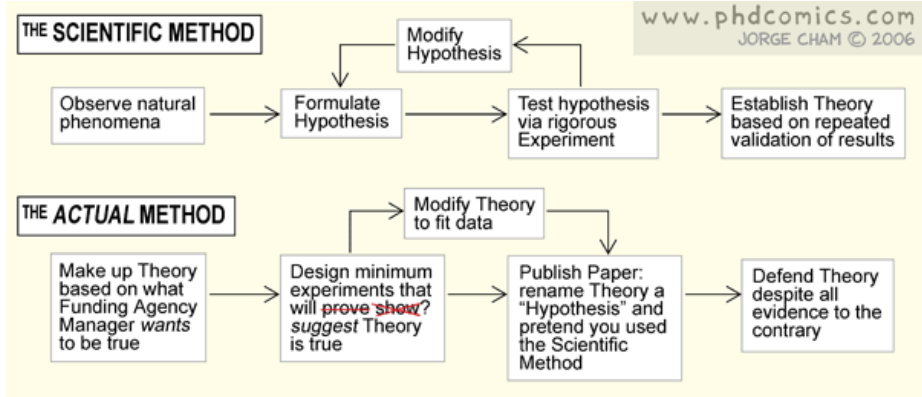 www.phdcomics.com
JORGE CHAM © 2006
THE SCIENTIFIC METHOD
Modify
Hypothesis
Observe natural
phenomena
Formulate
Hypothesis
Test hypothesis
via rigorous
Experiment
Establish Theory
based on repeated
validation of results
THE ACTUAL METHOD
Modify Theory
to fit data
Make up Theory
based on what
Funding Agency
Manager wants
to be true
Design minimum
experiments that
will prove show?
suggest Theory
is true
Publish Paper:
rename Theory a
“Hypothesis” and
pretend you used
the Scientific
Method
Defend Theory
despite all
evidence to the
contrary